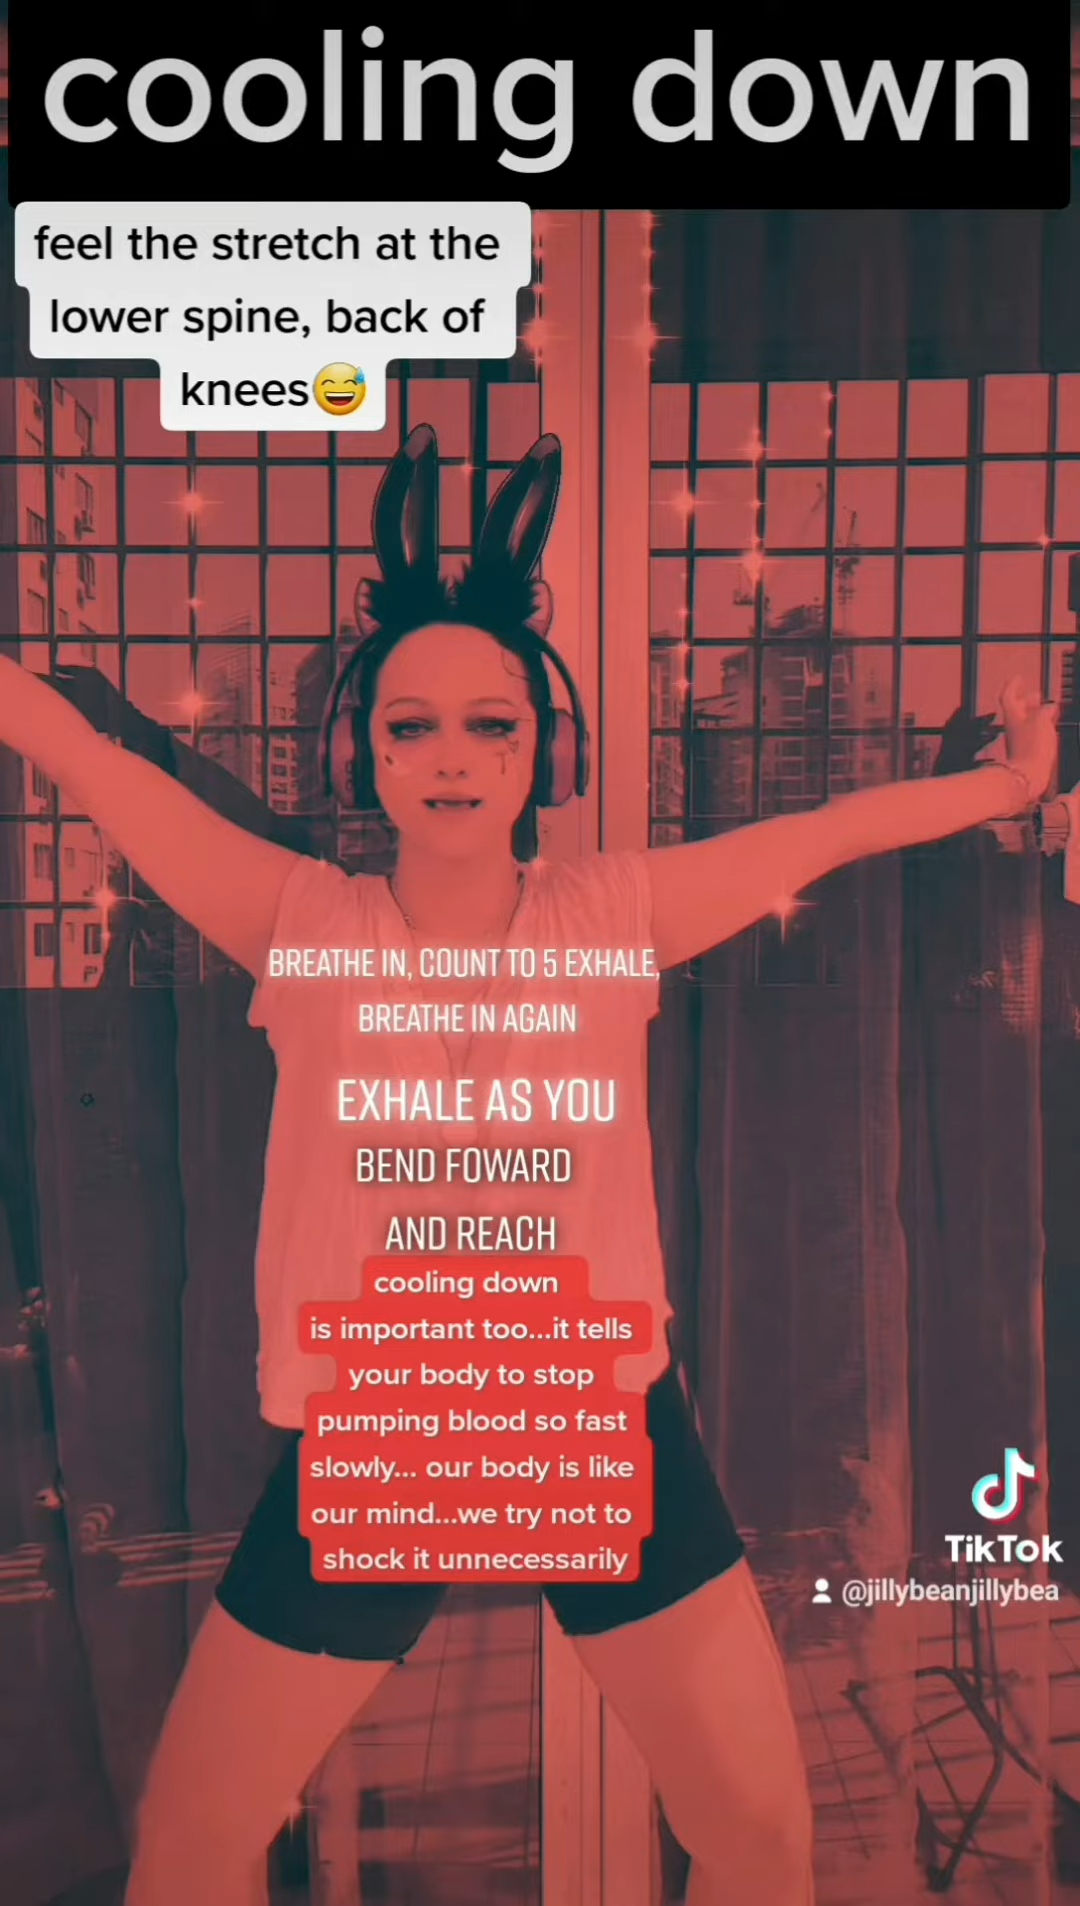 cooling down
feel the stretch at the
lower spine, back of
knees😅
BREATHE IN, COUNT TO 5 EXHALE,
BREATHE IN AGAIN
EXHALE AS YOU
BEND FOWARD
AND REACH
cooling down
is important too...it tells
your body to stop
pumping blood so fast
slowly... our body is like
our mind...we try not to
shock it unnecessarily
TikTok
@jillybeanjillybea